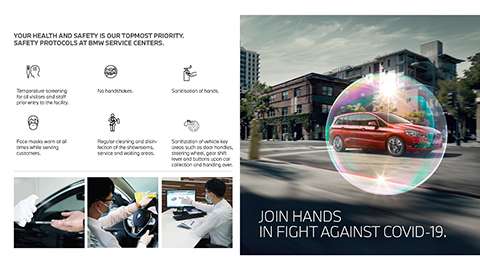 YOUR HEALTH AND SAFETY IS OUR TOPMOST PRIORITY.
SAFETY PROTOCOLS AT BMW SERVICE CENTERS.
Temperature screening
for all visitors and staff
prior entry to the facility.
No handshakes.
Sanitisation of hands.
Face masks worn at all
times while serving
customers.
Regular cleaning and disin-
fection of the showrooms,
service and waiting areas.
Sanitization of vehicle key
areas such as door handles,
steering wheel, gear shift
lever and buttons upon car
collection and handing over.
JOIN HANDS
IN FIGHT AGAINST COVID-19.